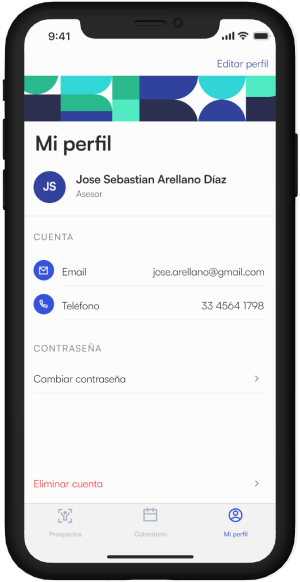 9:41
Editar perfil
Mi perfil
JS
Jose Sebastian Arellano Díaz
Asesor
CUENTA
Email jose.arellano@gmail.com
Teléfono 33 4564 1798
CONTRASEÑA
Cambiar contraseña
Eliminar cuenta
Prospectos Calendario Mi perfil